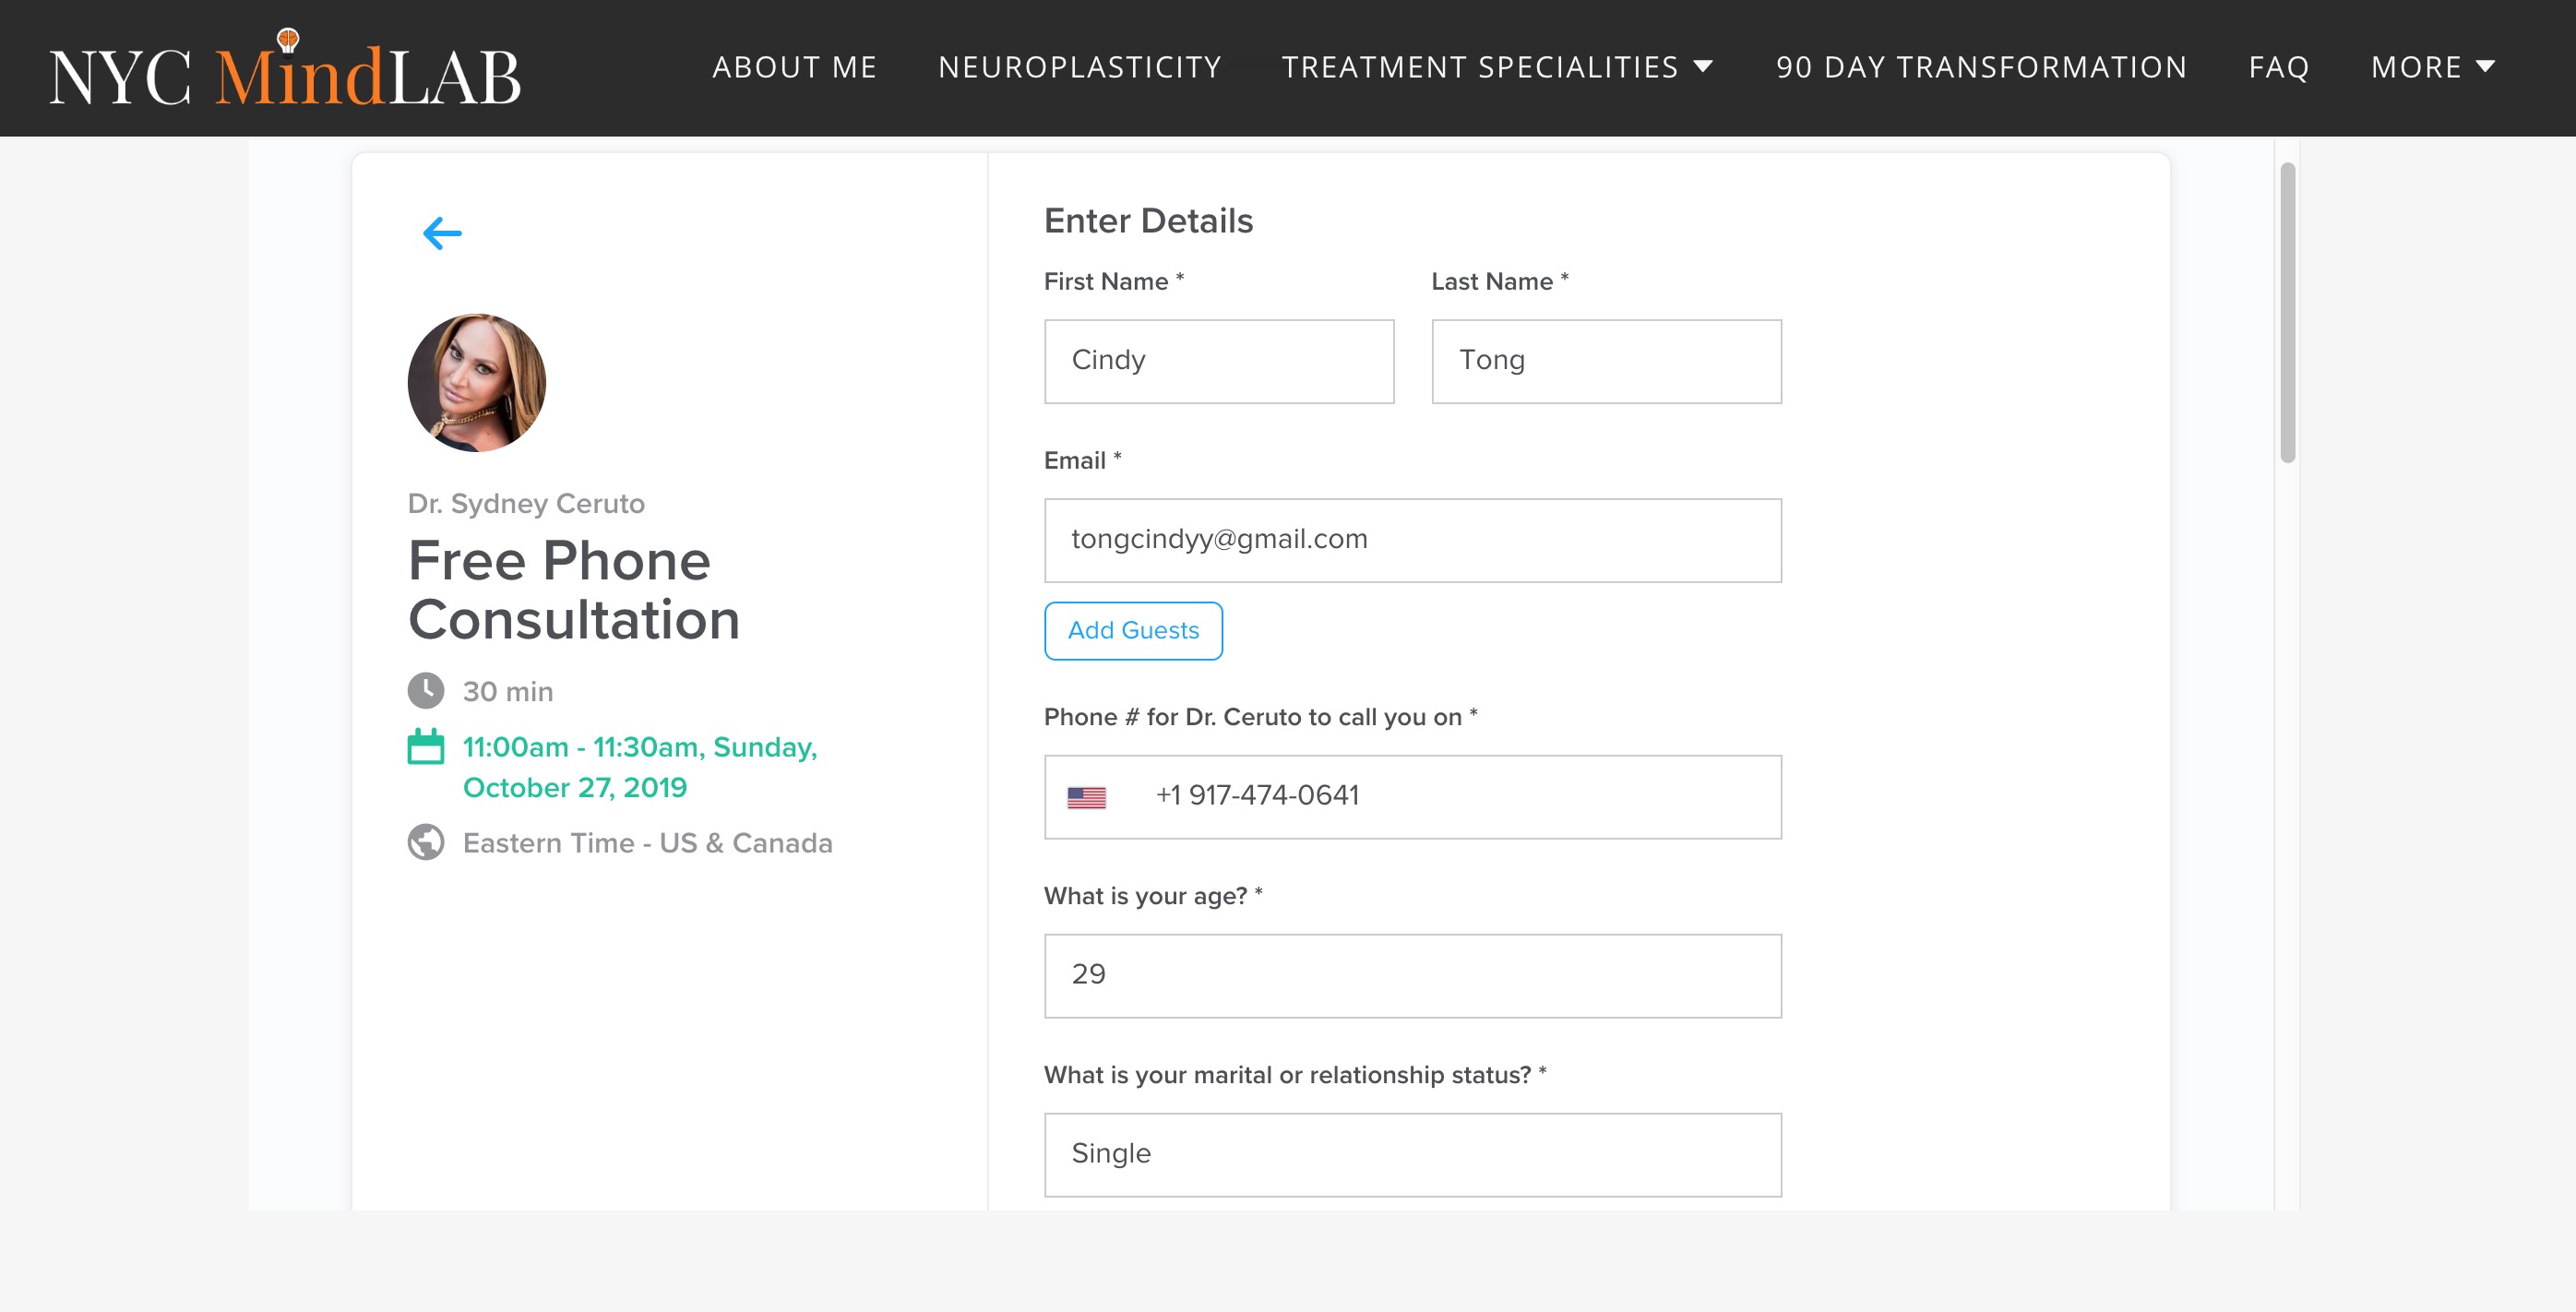 NYC MindLAB
ABOUT ME
NEUROPLASTICITY
TREATMENT SPECIALITIES
90 DAY TRANSFORMATION
FAQ
MORE
Dr. Sydney Ceruto
Free Phone
Consultation
30 min
11:00am - 11:30am, Sunday,
October 27, 2019
Eastern Time - US & Canada
Enter Details
First Name *
Last Name *
Cindy
Tong
Email *
tongcindyy@gmail.com
Add Guests
Phone # for Dr. Ceruto to call you on *
+1 917-474-0641
What is your age? *
29
What is your marital or relationship status? *
Single